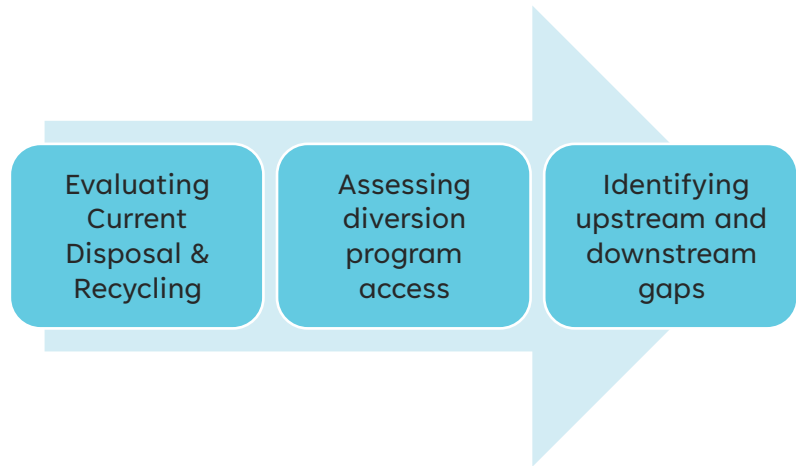 Evaluating
Current
Disposal &
Recycling
Assessing
diversion
program
access
Identifying
upstream and
downstream
gaps